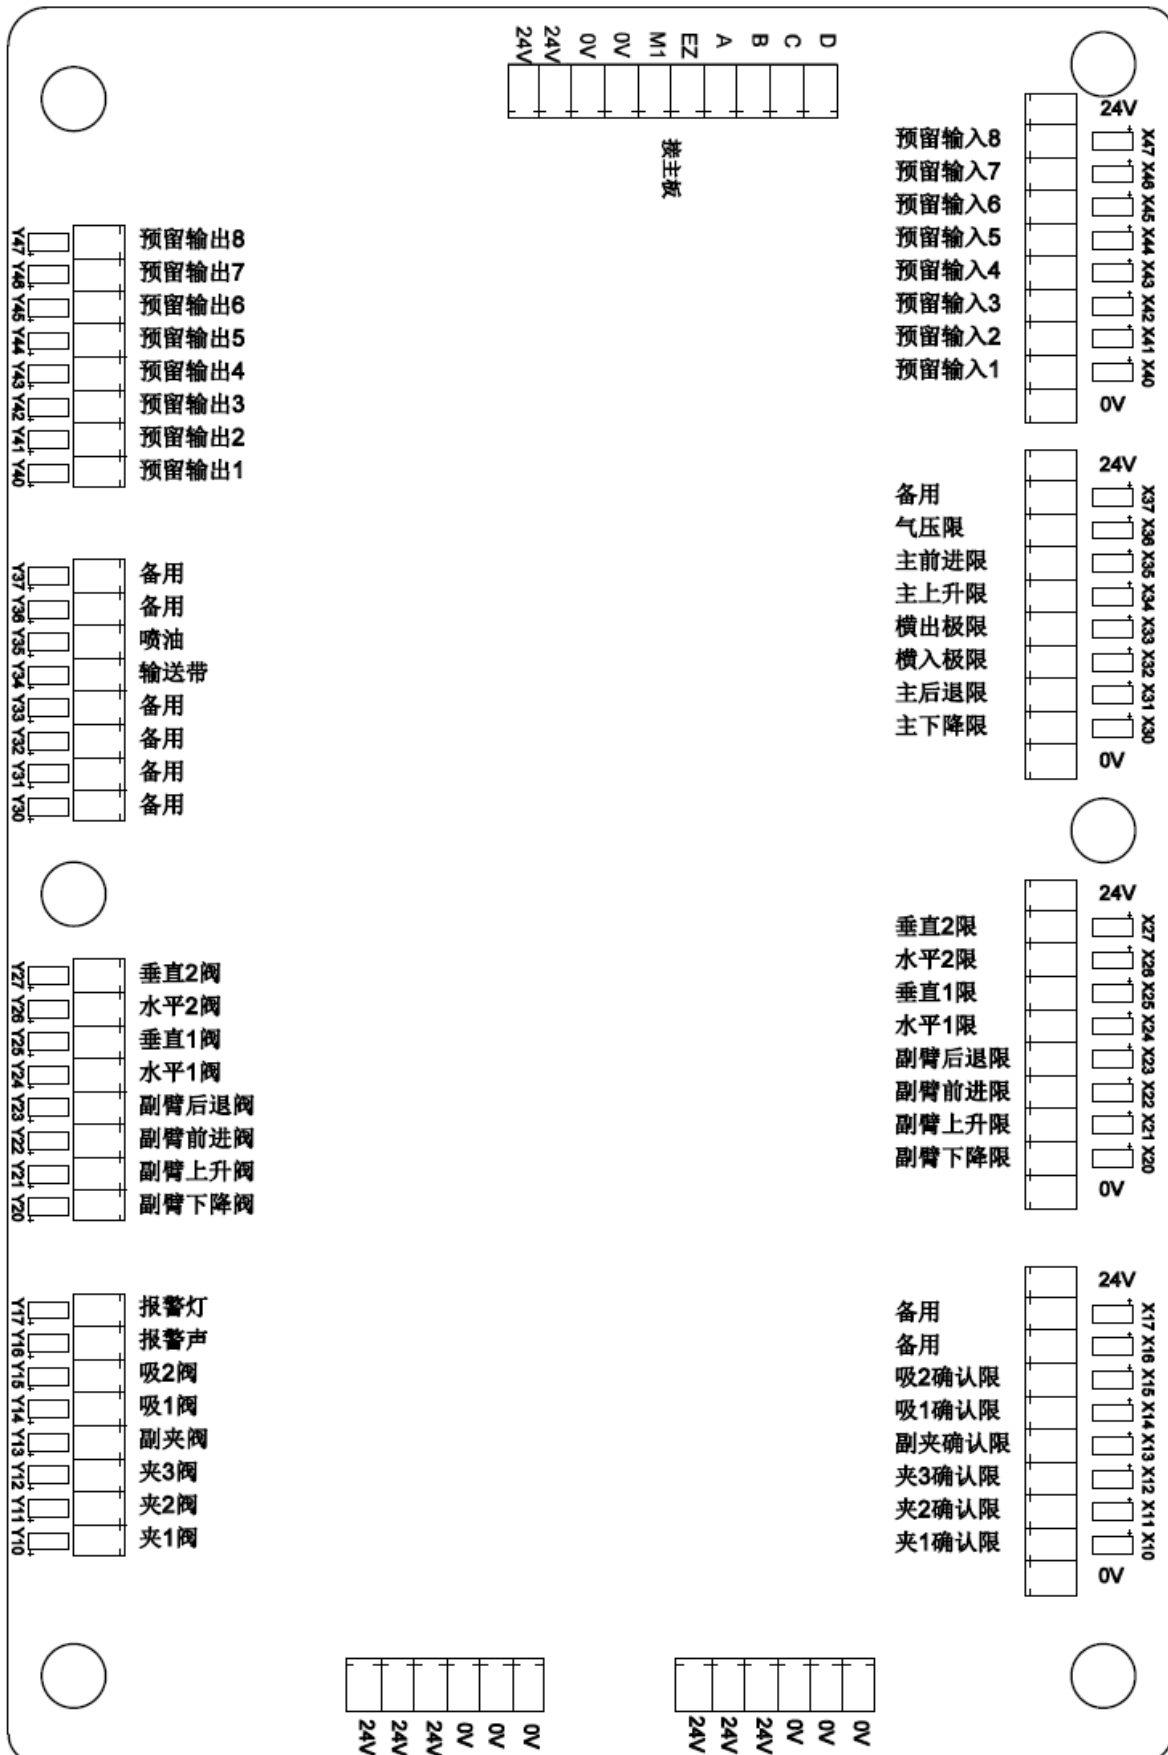 24V 24V 0V 0V M1 EZ A B C D
接主板
Y47 预留输出8
Y46 预留输出7
Y45 预留输出6
Y44 预留输出5
Y43 预留输出4
Y42 预留输出3
Y41 预留输出2
Y40 预留输出1
Y37 备用
Y36 备用
Y35 喷油
Y34 输送带
Y33 备用
Y32 备用
Y31 备用
Y30 备用
Y27 垂直2阀
Y26 水平2阀
Y25 垂直1阀
Y24 水平1阀
Y23 副臂后退阀
Y22 副臂前进阀
Y21 副臂上升阀
Y20 副臂下降阀
Y17 报警灯
Y16 报警声
Y15 吸2阀
Y14 吸1阀
Y13 副夹阀
Y12 夹3阀
Y11 夹2阀
Y10 夹1阀
24V
预留输入8 X47
预留输入7 X46
预留输入6 X45
预留输入5 X44
预留输入4 X43
预留输入3 X42
预留输入2 X41
预留输入1 X40
0V
24V
备用 X37
气压限 X36
主前进限 X35
主上升限 X34
横出极限 X33
横入极限 X32
主后退限 X31
主下降限 X30
0V
24V
垂直2限 X27
水平2限 X26
垂直1限 X25
水平1限 X24
副臂后退限 X23
副臂前进限 X22
副臂上升限 X21
副臂下降限 X20
0V
24V
备用 X17
备用 X16
吸2确认限 X15
吸1确认限 X14
副夹确认限 X13
夹3确认限 X12
夹2确认限 X11
夹1确认限 X10
0V
24V 24V 24V 0V 0V 0V
24V 24V 24V 0V 0V 0V